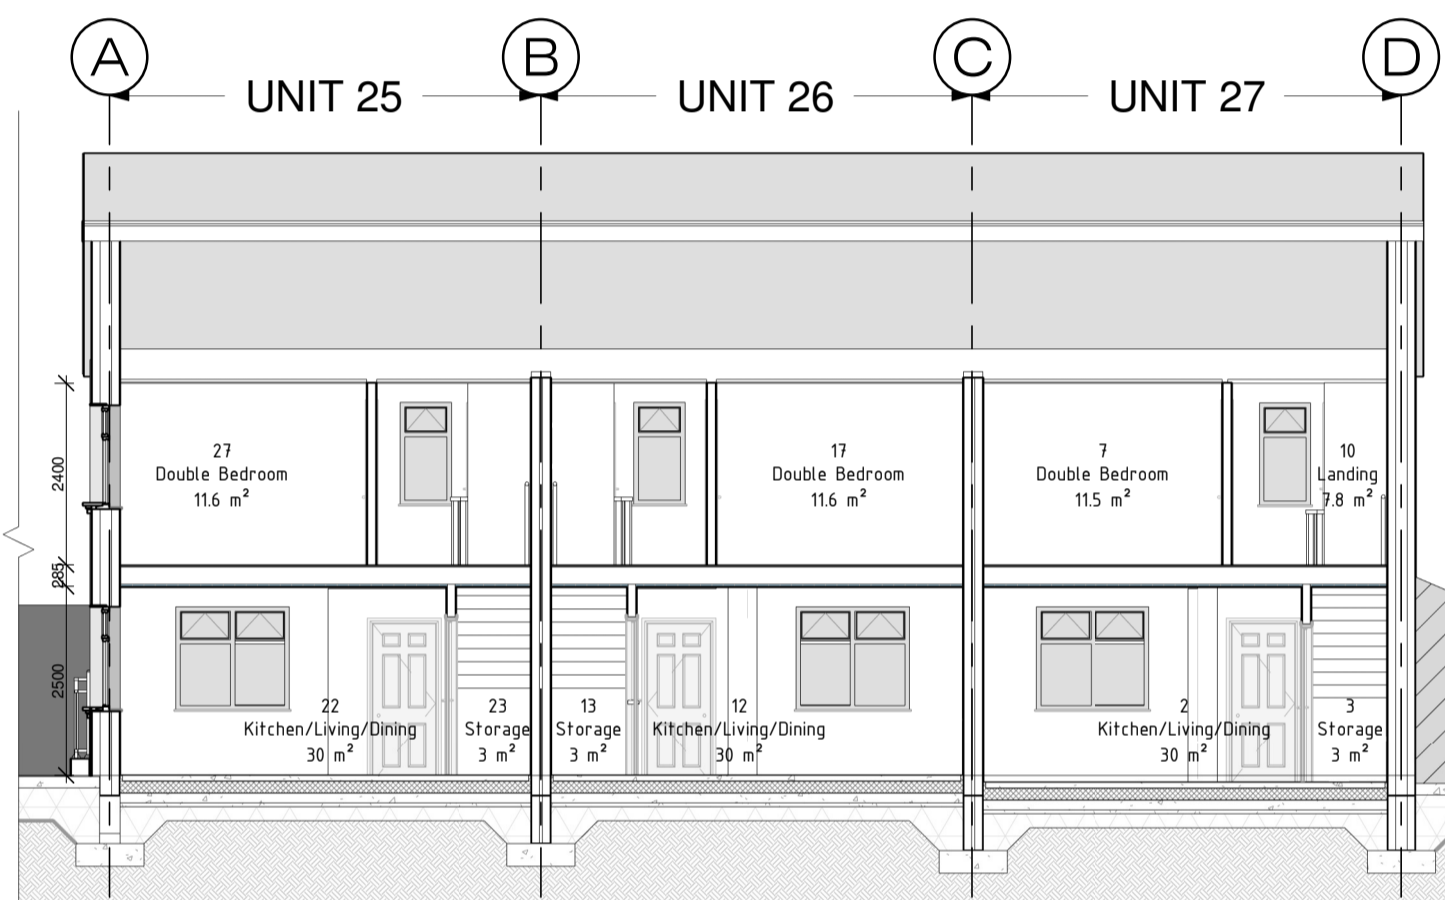 A
B
C
D
UNIT 25
UNIT 26
UNIT 27
2400
285
2500
27
Double Bedroom
11.6 m²
17
Double Bedroom
11.6 m²
7
Double Bedroom
11.5 m²
10
Landing
7.8 m²
22
Kitchen/Living/Dining
30 m²
23
Storage
3 m²
13
Storage
3 m²
12
Kitchen/Living/Dining
30 m²
2
Kitchen/Living/Dining
30 m²
3
Storage
3 m²